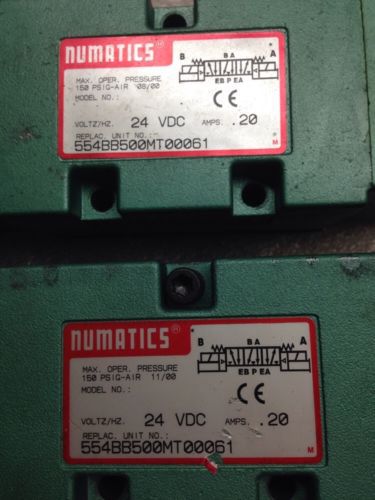 numatics®
B B A A
MAX. OPER. PRESSURE
150 PSIG-AIR 08/00
EB P EA
MODEL NO.:
CE
VOLTZ/HZ. 24 VDC AMPS. .20
REPLAC. UNIT NO.:
554BB500MT00061
M
numatics®
B B A A
MAX. OPER. PRESSURE
150 PSIG-AIR 11/00
EB P EA
MODEL NO.:
CE
VOLTZ/HZ. 24 VDC AMPS. .20
REPLAC. UNIT NO.:
554BB500MT00061
M